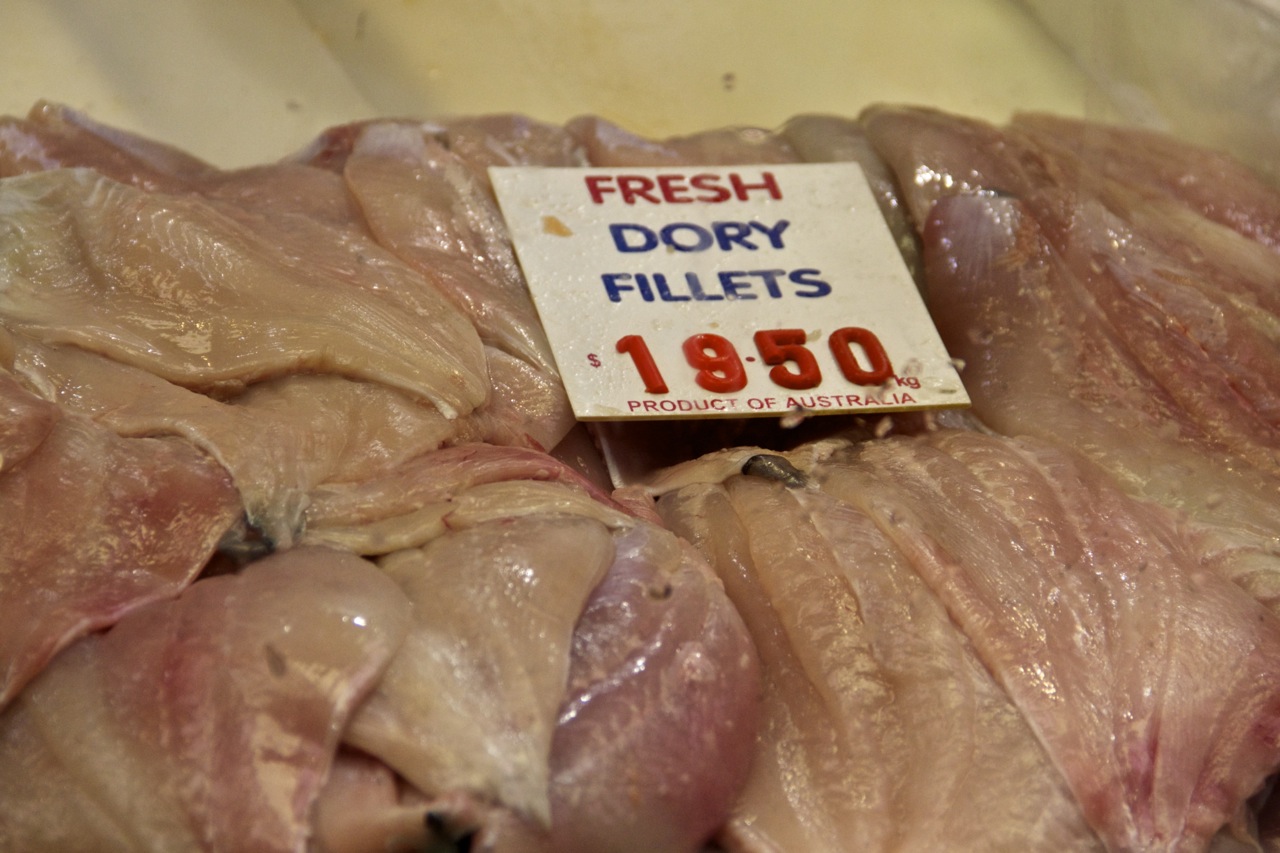 FRESH
DORY
FILLETS
$ 19.50 kg
PRODUCT OF AUSTRALIA